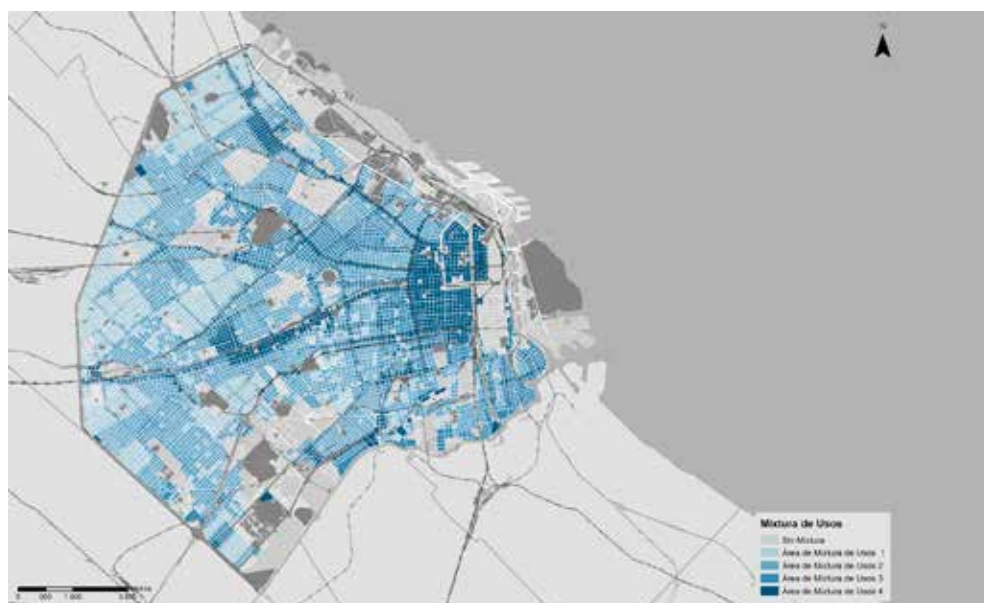 N
Mixtura de Usos
Sin Mixtura
Área de Mixtura de Usos 1
Área de Mixtura de Usos 2
Área de Mixtura de Usos 3
Área de Mixtura de Usos 4
0